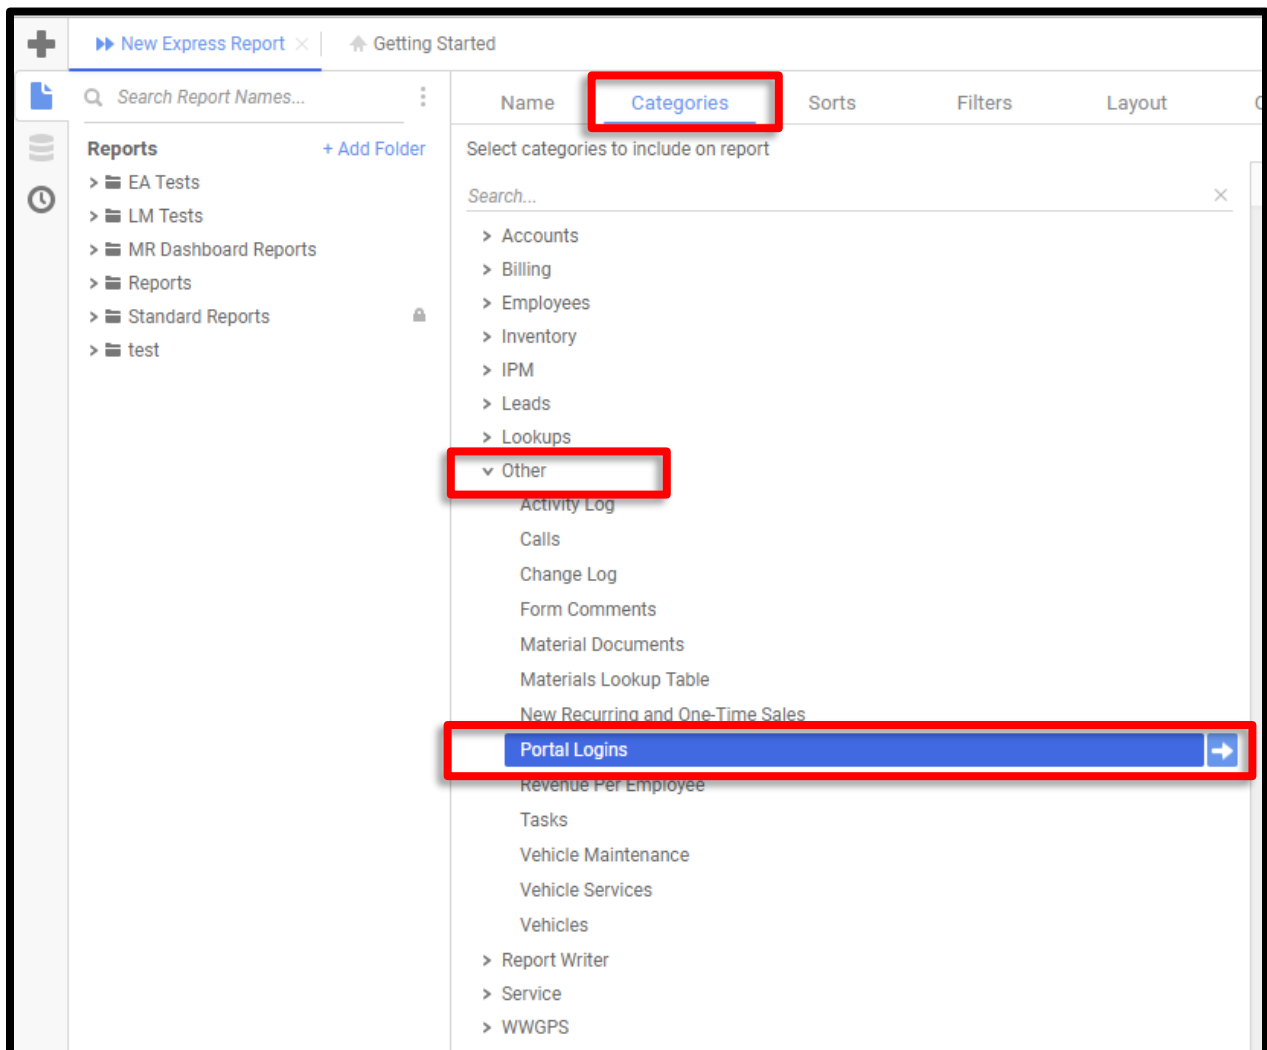 New Express Report
Getting Started
Search Report Names...
Reports
+ Add Folder
EA Tests
LM Tests
MR Dashboard Reports
Reports
Standard Reports
test
Name
Categories
Sorts
Filters
Layout
Select categories to include on report
Search...
Accounts
Billing
Employees
Inventory
IPM
Leads
Lookups
Other
Activity Log
Calls
Change Log
Form Comments
Material Documents
Materials Lookup Table
New Recurring and One-Time Sales
Portal Logins
Revenue Per Employee
Tasks
Vehicle Maintenance
Vehicle Services
Vehicles
Report Writer
Service
WWGPS